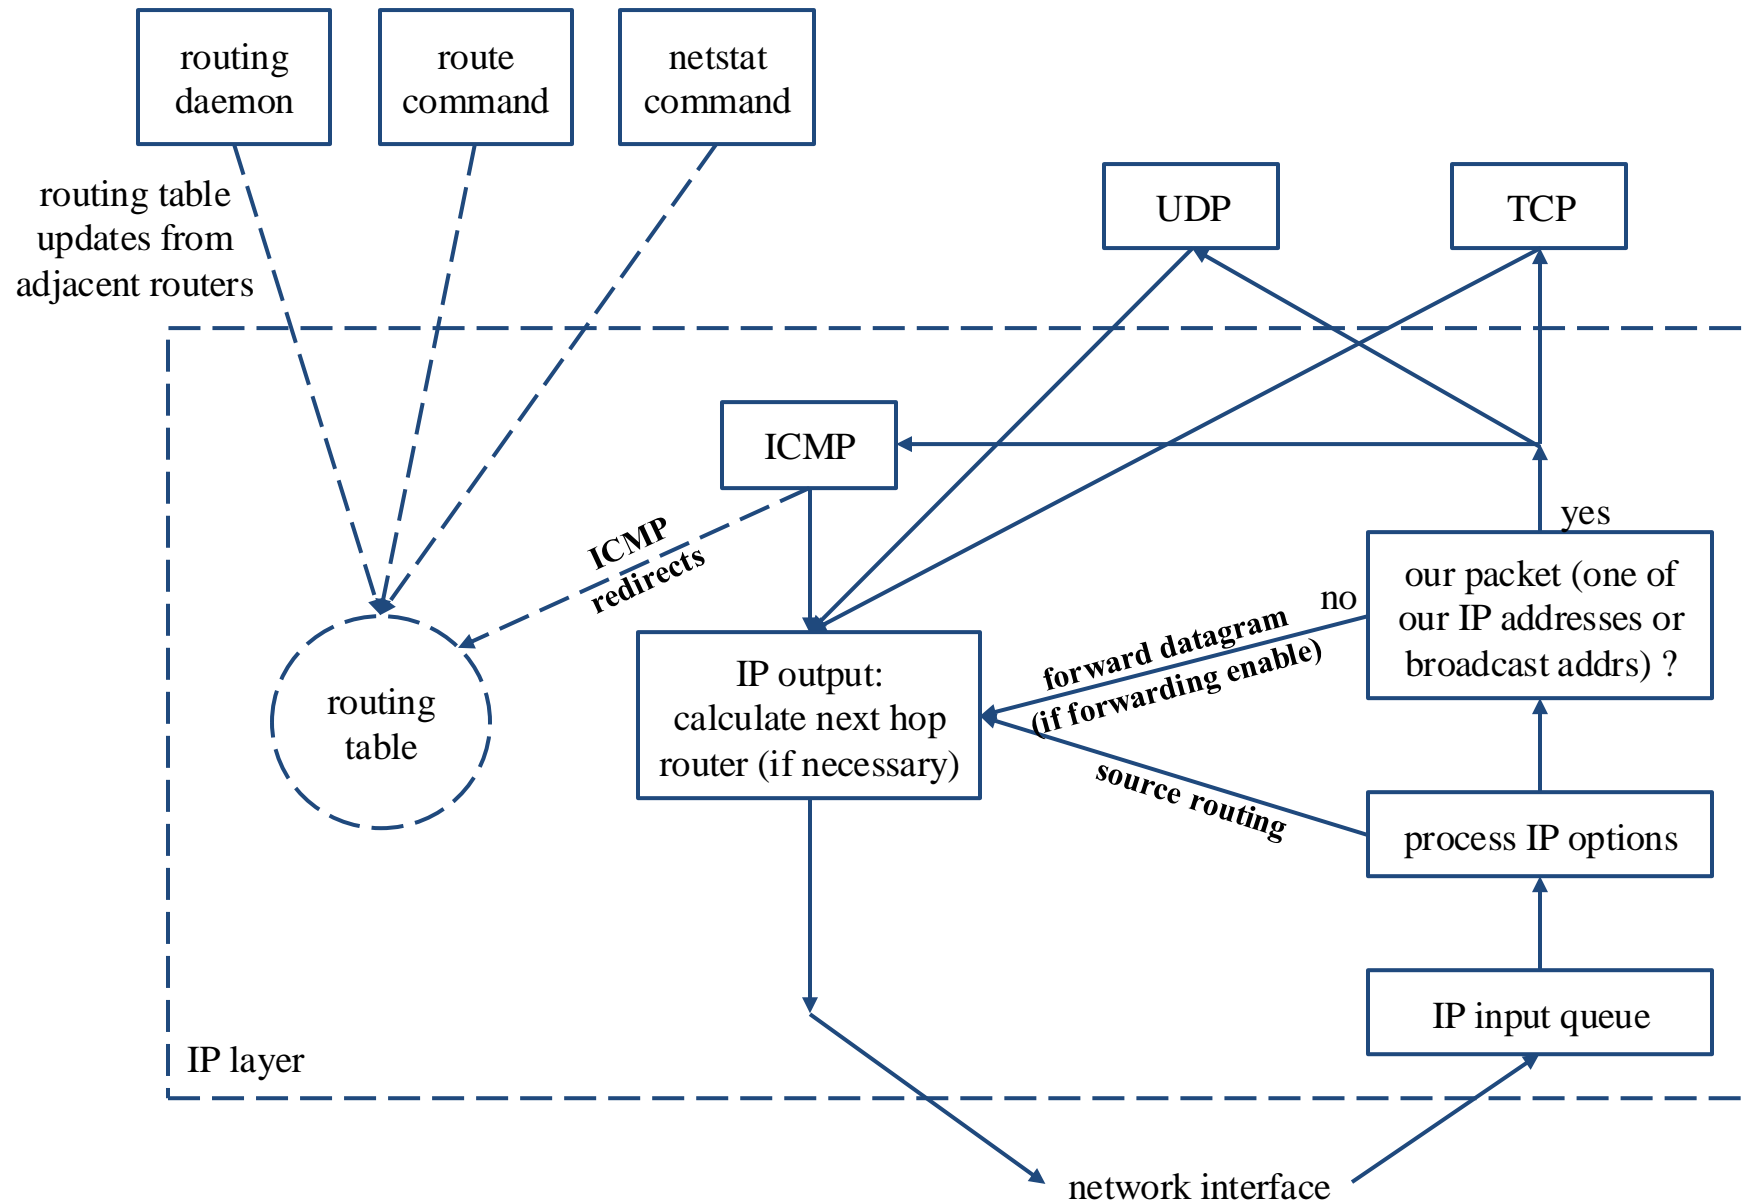 routing
daemon
route
command
netstat
command
routing table
updates from
adjacent routers
UDP
TCP
ICMP
yes
ICMP
redirects
our packet (one of
our IP addresses or
broadcast addrs) ?
no
forward datagram
(if forwarding enable)
IP output:
calculate next hop
router (if necessary)
routing
table
source routing
process IP options
IP input queue
IP layer
network interface